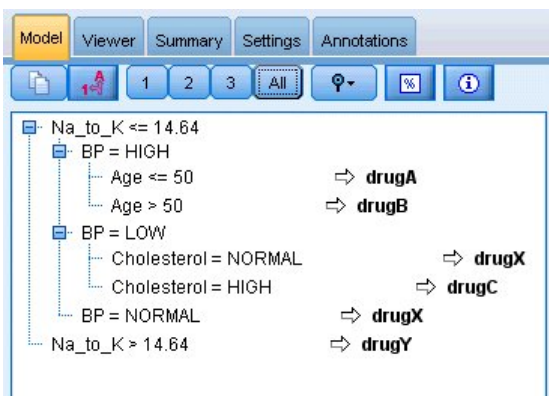 Model Viewer Summary Settings Annotations
1 A 1 2 3 All %  i
Na_to_K <= 14.64
BP = HIGH
Age <= 50 ⇨ drugA
Age > 50 ⇨ drugB
BP = LOW
Cholesterol = NORMAL ⇨ drugX
Cholesterol = HIGH ⇨ drugC
BP = NORMAL ⇨ drugX
Na_to_K > 14.64 ⇨ drugY